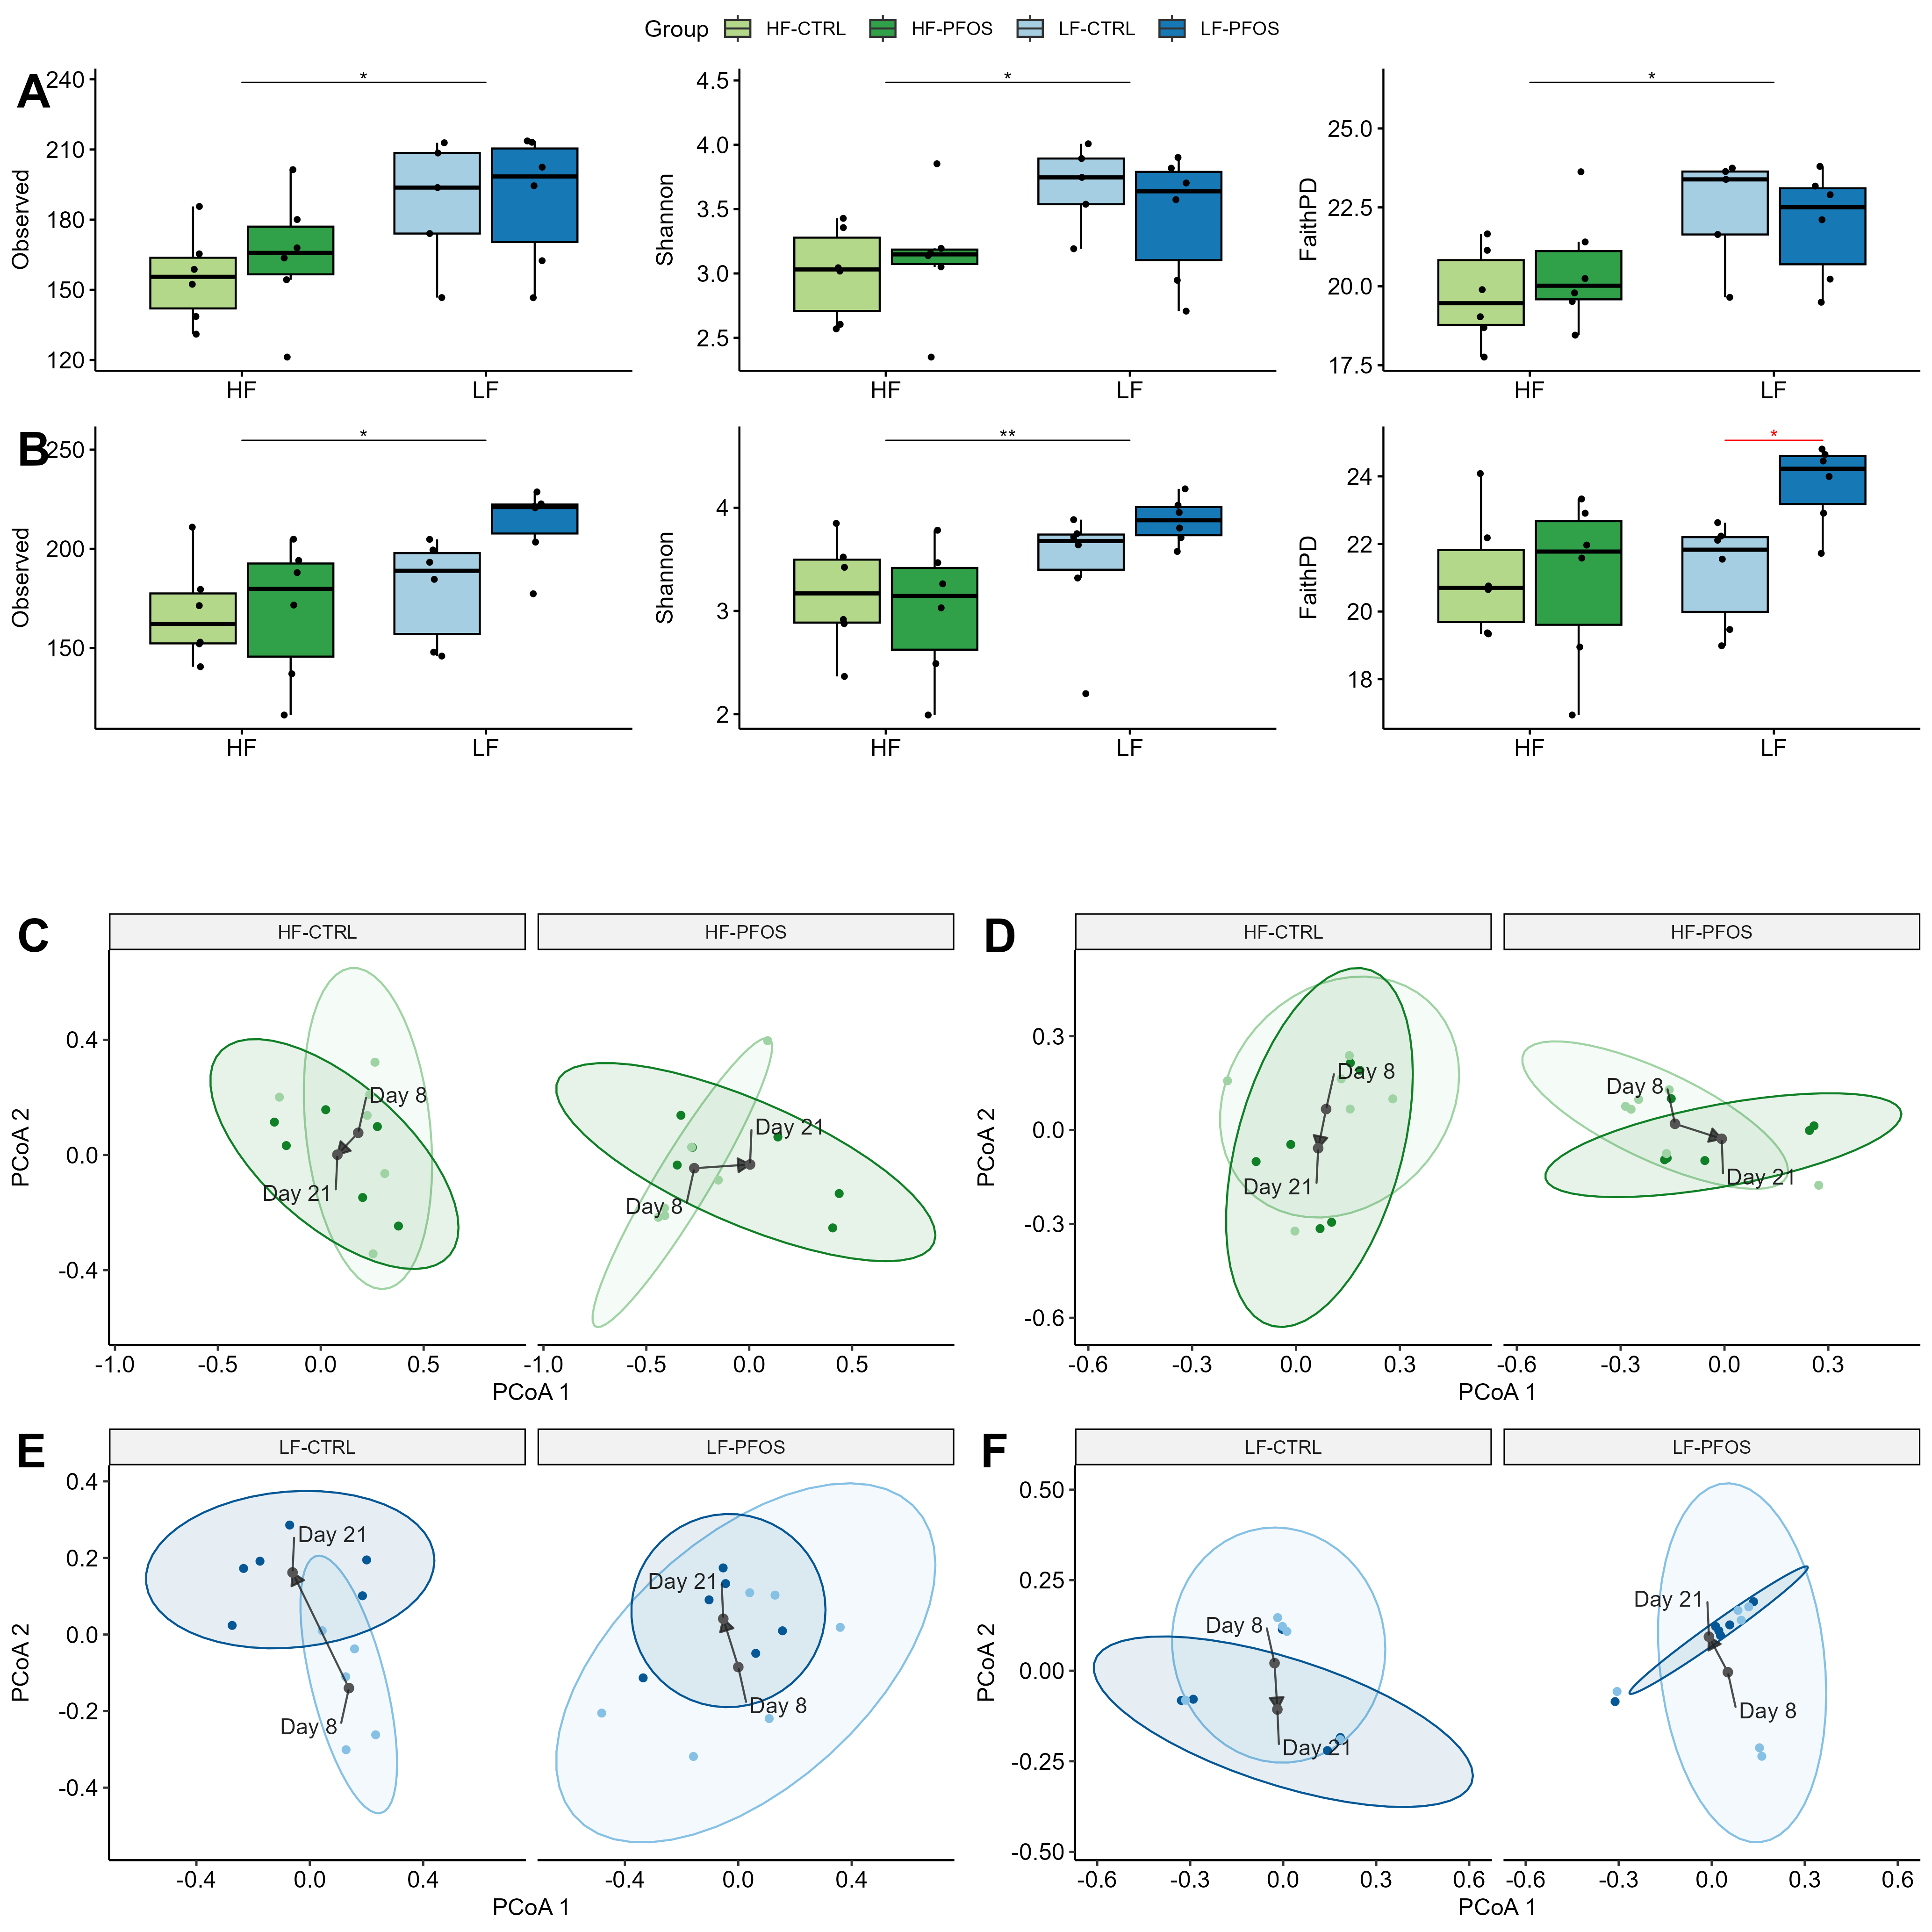 Group HF-CTRL HF-PFOS LF-CTRL LF-PFOS
A
Observed
240
210
180
150
120
*
HF LF
Shannon
4.5
4.0
3.5
3.0
2.5
*
HF LF
FaithPD
25.0
22.5
20.0
17.5
*
HF LF
B
Observed
250
200
150
*
HF LF
Shannon
4
3
2
**
HF LF
FaithPD
24
22
20
18
*
HF LF
C
HF-CTRL HF-PFOS
PCoA 2
0.4
0.0
-0.4
Day 8
Day 21
Day 21
Day 8
-1.0 -0.5 0.0 0.5 -1.0 -0.5 0.0 0.5
PCoA 1
D
HF-CTRL HF-PFOS
PCoA 2
0.3
0.0
-0.3
-0.6
Day 8
Day 21
Day 8
Day 21
-0.6 -0.3 0.0 0.3 -0.6 -0.3 0.0 0.3
PCoA 1
E
LF-CTRL LF-PFOS
PCoA 2
0.4
0.2
0.0
-0.2
-0.4
Day 21
Day 8
Day 21
Day 8
-0.4 0.0 0.4 -0.4 0.0 0.4
PCoA 1
F
LF-CTRL LF-PFOS
PCoA 2
0.50
0.25
0.00
-0.25
-0.50
Day 8
Day 21
Day 21
Day 8
-0.6 -0.3 0.0 0.3 0.6 -0.6 -0.3 0.0 0.3 0.6
PCoA 1